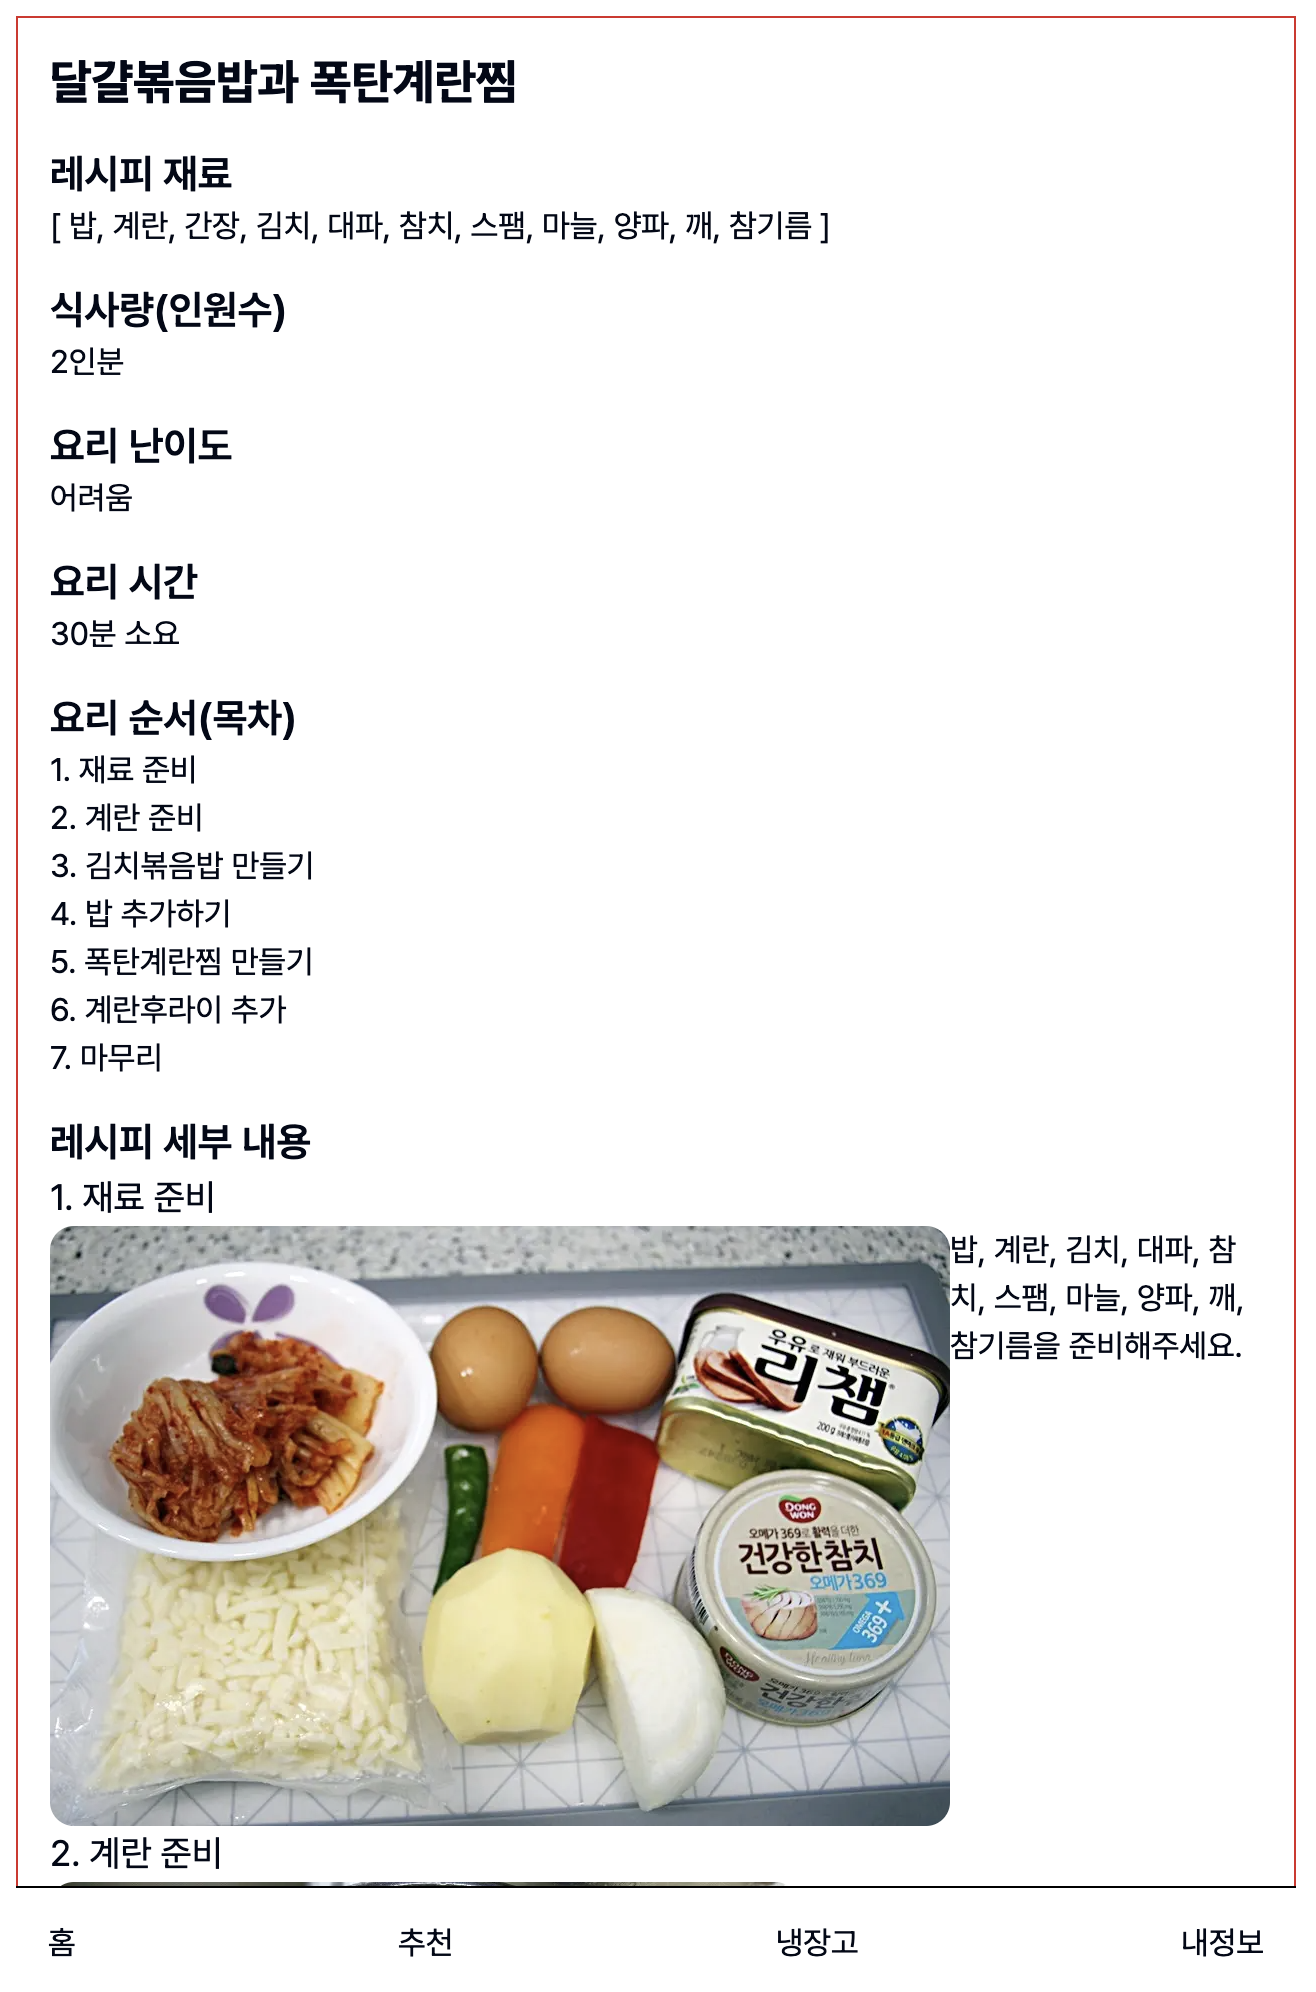 달걀볶음밥과 폭탄계란찜
레시피 재료
[ 밥, 계란, 간장, 김치, 대파, 참치, 스팸, 마늘, 양파, 깨, 참기름 ]
식사량(인원수)
2인분
요리 난이도
어려움
요리 시간
30분 소요
요리 순서(목차)
1. 재료 준비
2. 계란 준비
3. 김치볶음밥 만들기
4. 밥 추가하기
5. 폭탄계란찜 만들기
6. 계란후라이 추가
7. 마무리
레시피 세부 내용
1. 재료 준비
밥, 계란, 김치, 대파, 참
치, 스팸, 마늘, 양파, 깨,
참기름을 준비해주세요.
우유로 재워 부드러운
리챔
200g
DONG
WON
오메가 369로 활력을 더한
건강한참치
오메가369
OMEGA
369+
Healthy tuna
2. 계란 준비
홈
추천
냉장고
내정보